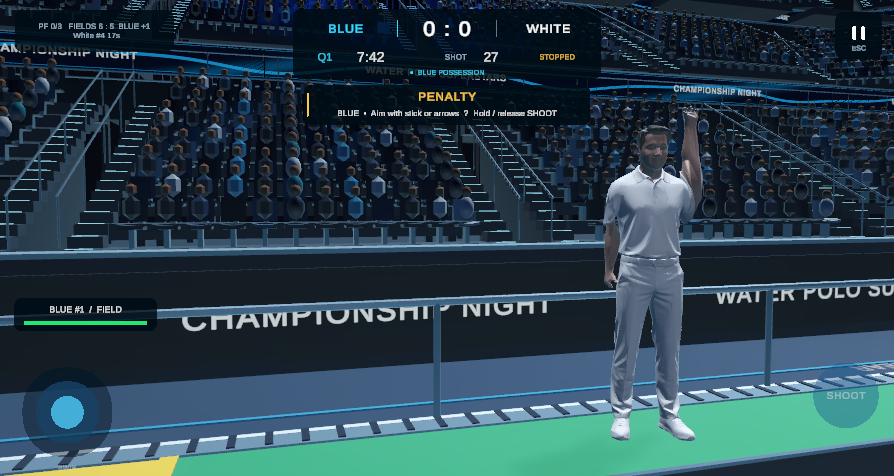 PF 0/3 FIELDS 6 : 5 BLUE +1
White #4 17s
BLUE
0 : 0
WHITE
Q1
7:42
SHOT
27
STOPPED
• BLUE POSSESSION
PENALTY
BLUE • Aim with stick or arrows ? Hold / release SHOOT
ESC
CHAMPIONSHIP NIGHT
CHAMPIONSHIP NIGHT
BLUE #1 / FIELD
CHAMPIONSHIP NIGHT
WATER POLO SU
SHOOT